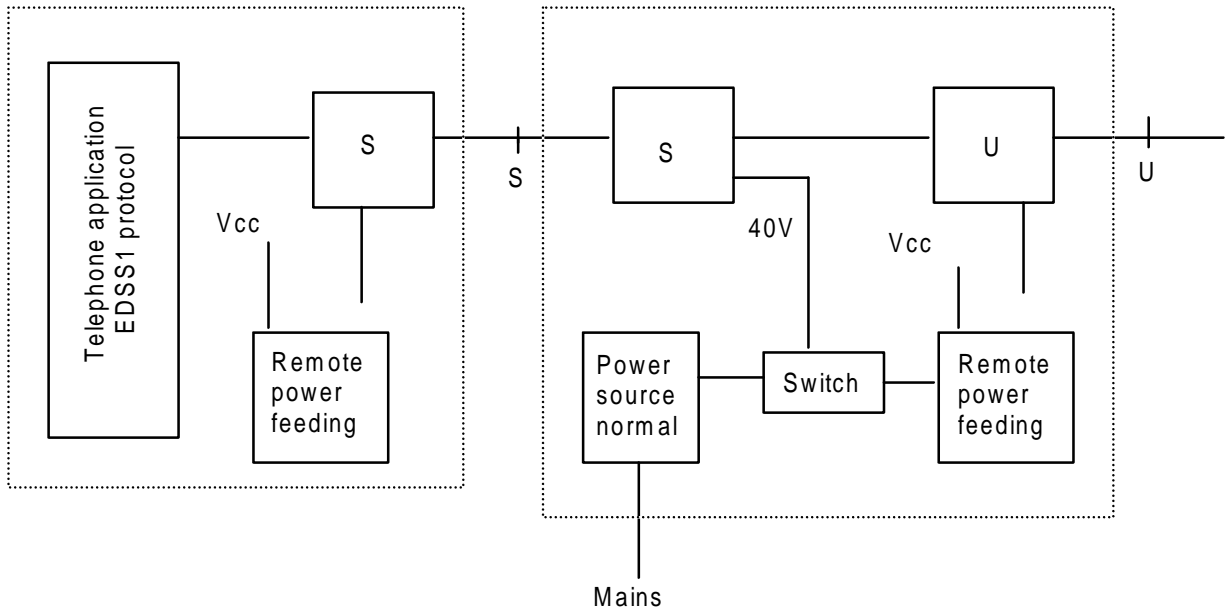 Telephone application
EDSS1 protocol
S
Vcc
Remote
power
feeding
S
S
U
U
40V
Vcc
Power
source
normal
Switch
Remote
power
feeding
Mains